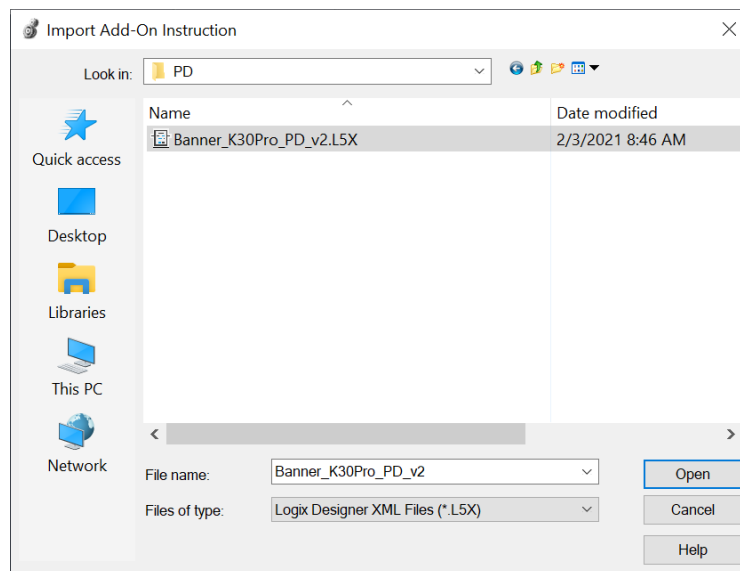 Import Add-On Instruction
Look in: PD
Name Date modified
Banner_K30Pro_PD_v2.L5X 2/3/2021 8:46 AM
Quick access
Desktop
Libraries
This PC
Network
File name: Banner_K30Pro_PD_v2 Open
Files of type: Logix Designer XML Files (*.L5X) Cancel
Help